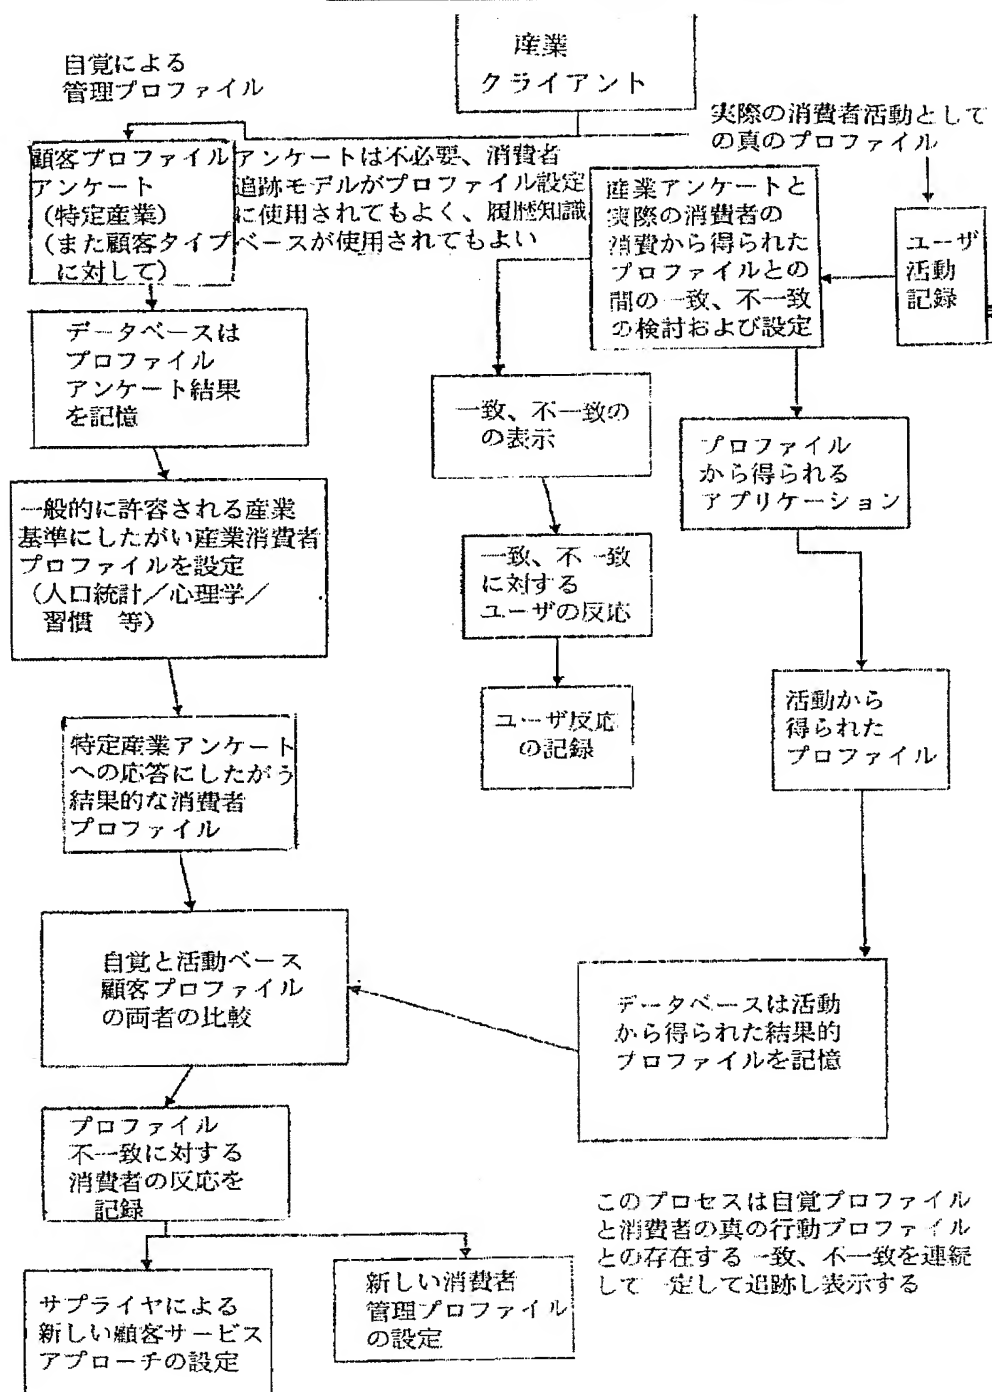 産業
クライアント
自覚による
管理プロファイル
実際の消費者活動として
の真のプロファイル
顧客プロファイル
アンケート
(特定産業)
(また顧客タイプ
に対して)
アンケートは不必要、消費者
追跡モデルがプロファイル設定
に使用されてもよく、履歴知識
ベースが使用されてもよい
産業アンケートと
実際の消費者の
消費から得られた
プロファイルとの
間の一致、不一致
の検討および設定
ユーザ
活動
記録
データベースは
プロファイル
アンケート結果
を記憶
一致、不一致の
の表示
プロファイル
から得られる
アプリケーション
一般的に許容される産業
基準にしたがい産業消費者
プロファイルを設定
(人口統計/心理学/
習慣 等)
一致、不一致
に対する
ユーザの反応
ユーザ反応
の記録
活動から
得られた
プロファイル
特定産業アンケート
への応答にしたがう
結果的な消費者
プロファイル
自覚と活動ベース
顧客プロファイル
の両者の比較
データベースは活動
から得られた結果的
プロファイルを記憶
プロファイル
不一致に対する
消費者の反応を
記録
このプロセスは自覚プロファイル
と消費者の真の行動プロファイル
との存在する一致、不一致を連続
して一定して追跡し表示する
サプライヤによる
新しい顧客サービス
アプローチの設定
新しい消費者
管理プロファイル
の設定